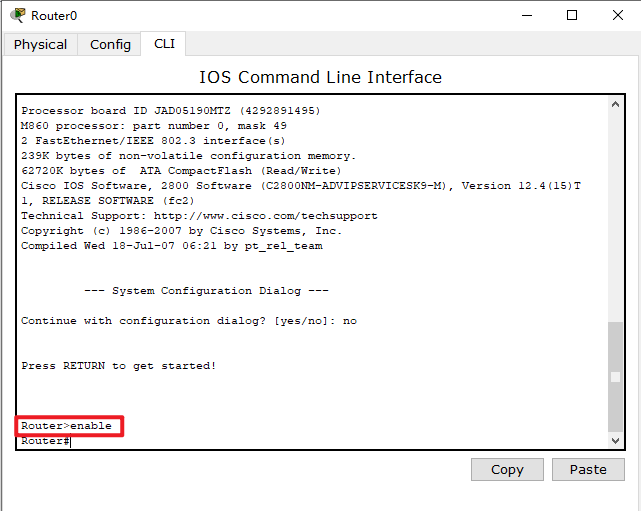 Router0
Physical Config CLI
IOS Command Line Interface
Processor board ID JAD05190MTZ (4292891495)
M860 processor: part number 0, mask 49
2 FastEthernet/IEEE 802.3 interface(s)
239K bytes of non-volatile configuration memory.
62720K bytes of  ATA CompactFlash (Read/Write)
Cisco IOS Software, 2800 Software (C2800NM-ADVIPSERVICESK9-M), Version 12.4(15)T
1, RELEASE SOFTWARE (fc2)
Technical Support: http://www.cisco.com/techsupport
Copyright (c) 1986-2007 by Cisco Systems, Inc.
Compiled Wed 18-Jul-07 06:21 by pt_rel_team
--- System Configuration Dialog ---
Continue with configuration dialog? [yes/no]: no
Press RETURN to get started!
Router>enable
Router#
Copy Paste